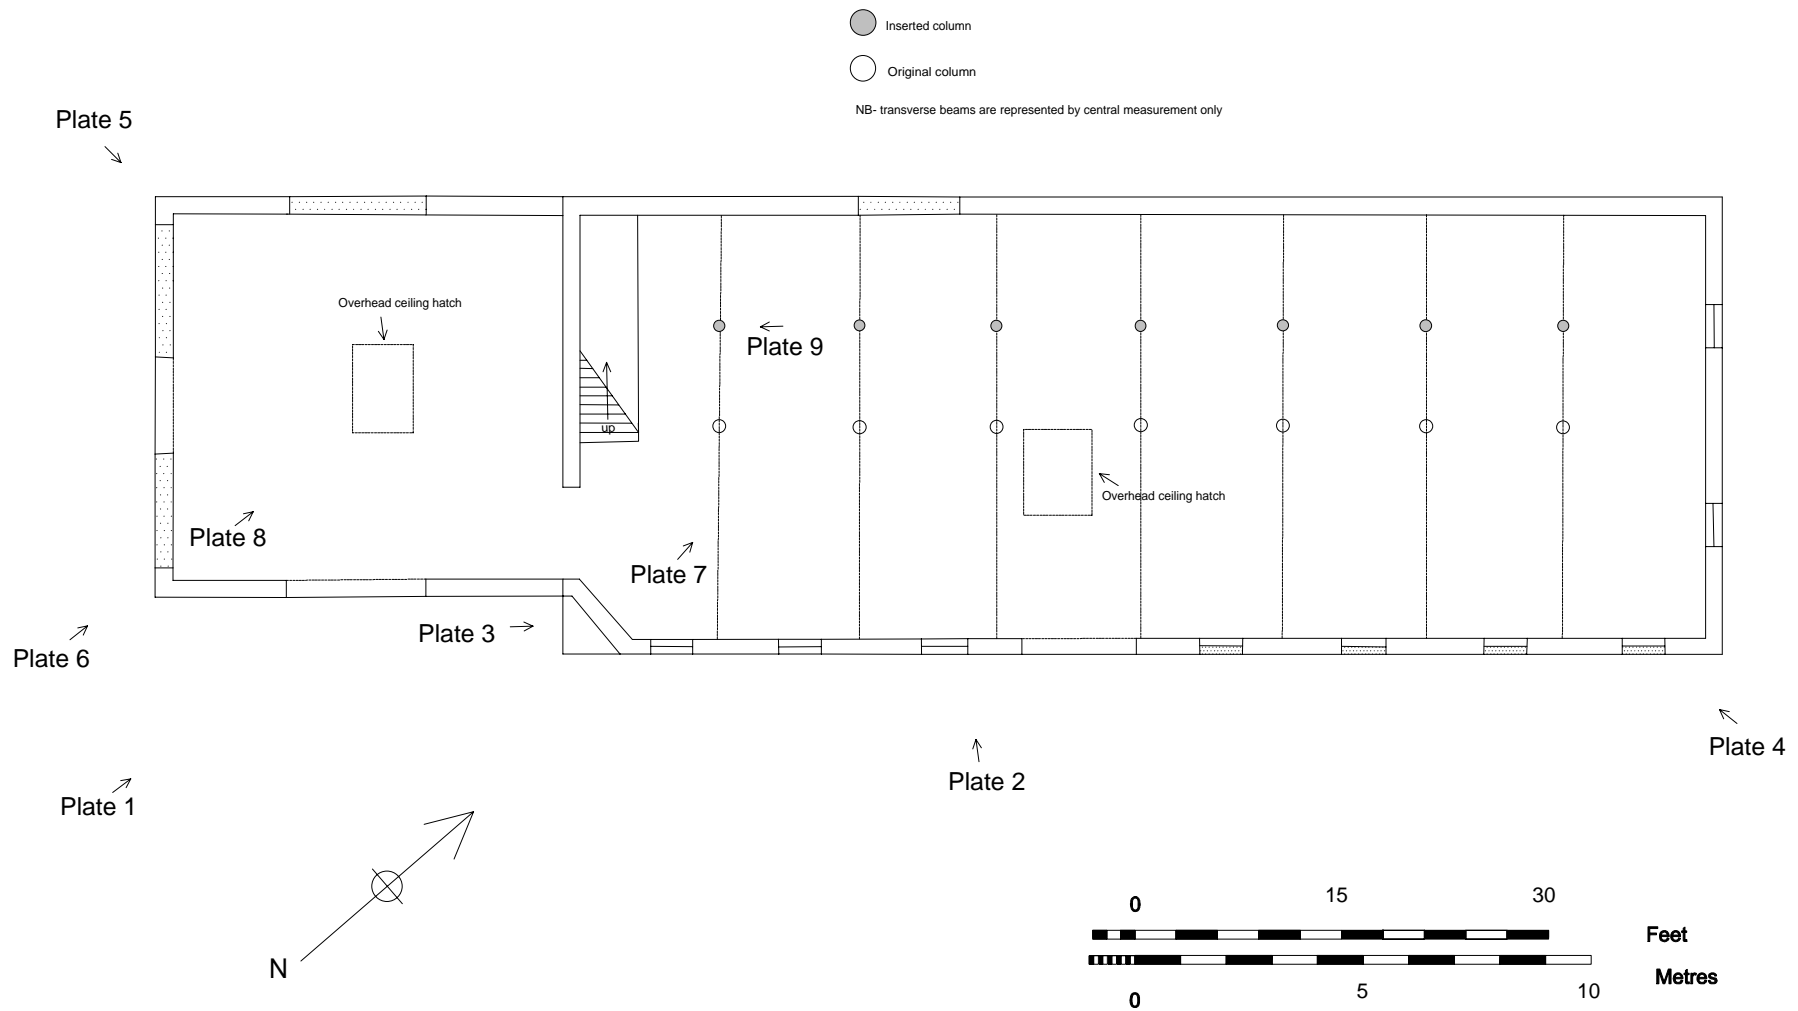 Inserted column
Original column
NB- transverse beams are represented by central measurement only
Plate 5
Overhead ceiling hatch
Plate 9
up
Overhead ceiling hatch
Plate 8
Plate 7
Plate 3
Plate 6
Plate 4
Plate 2
Plate 1
N
0 15 30
Feet
Metres
0 5 10